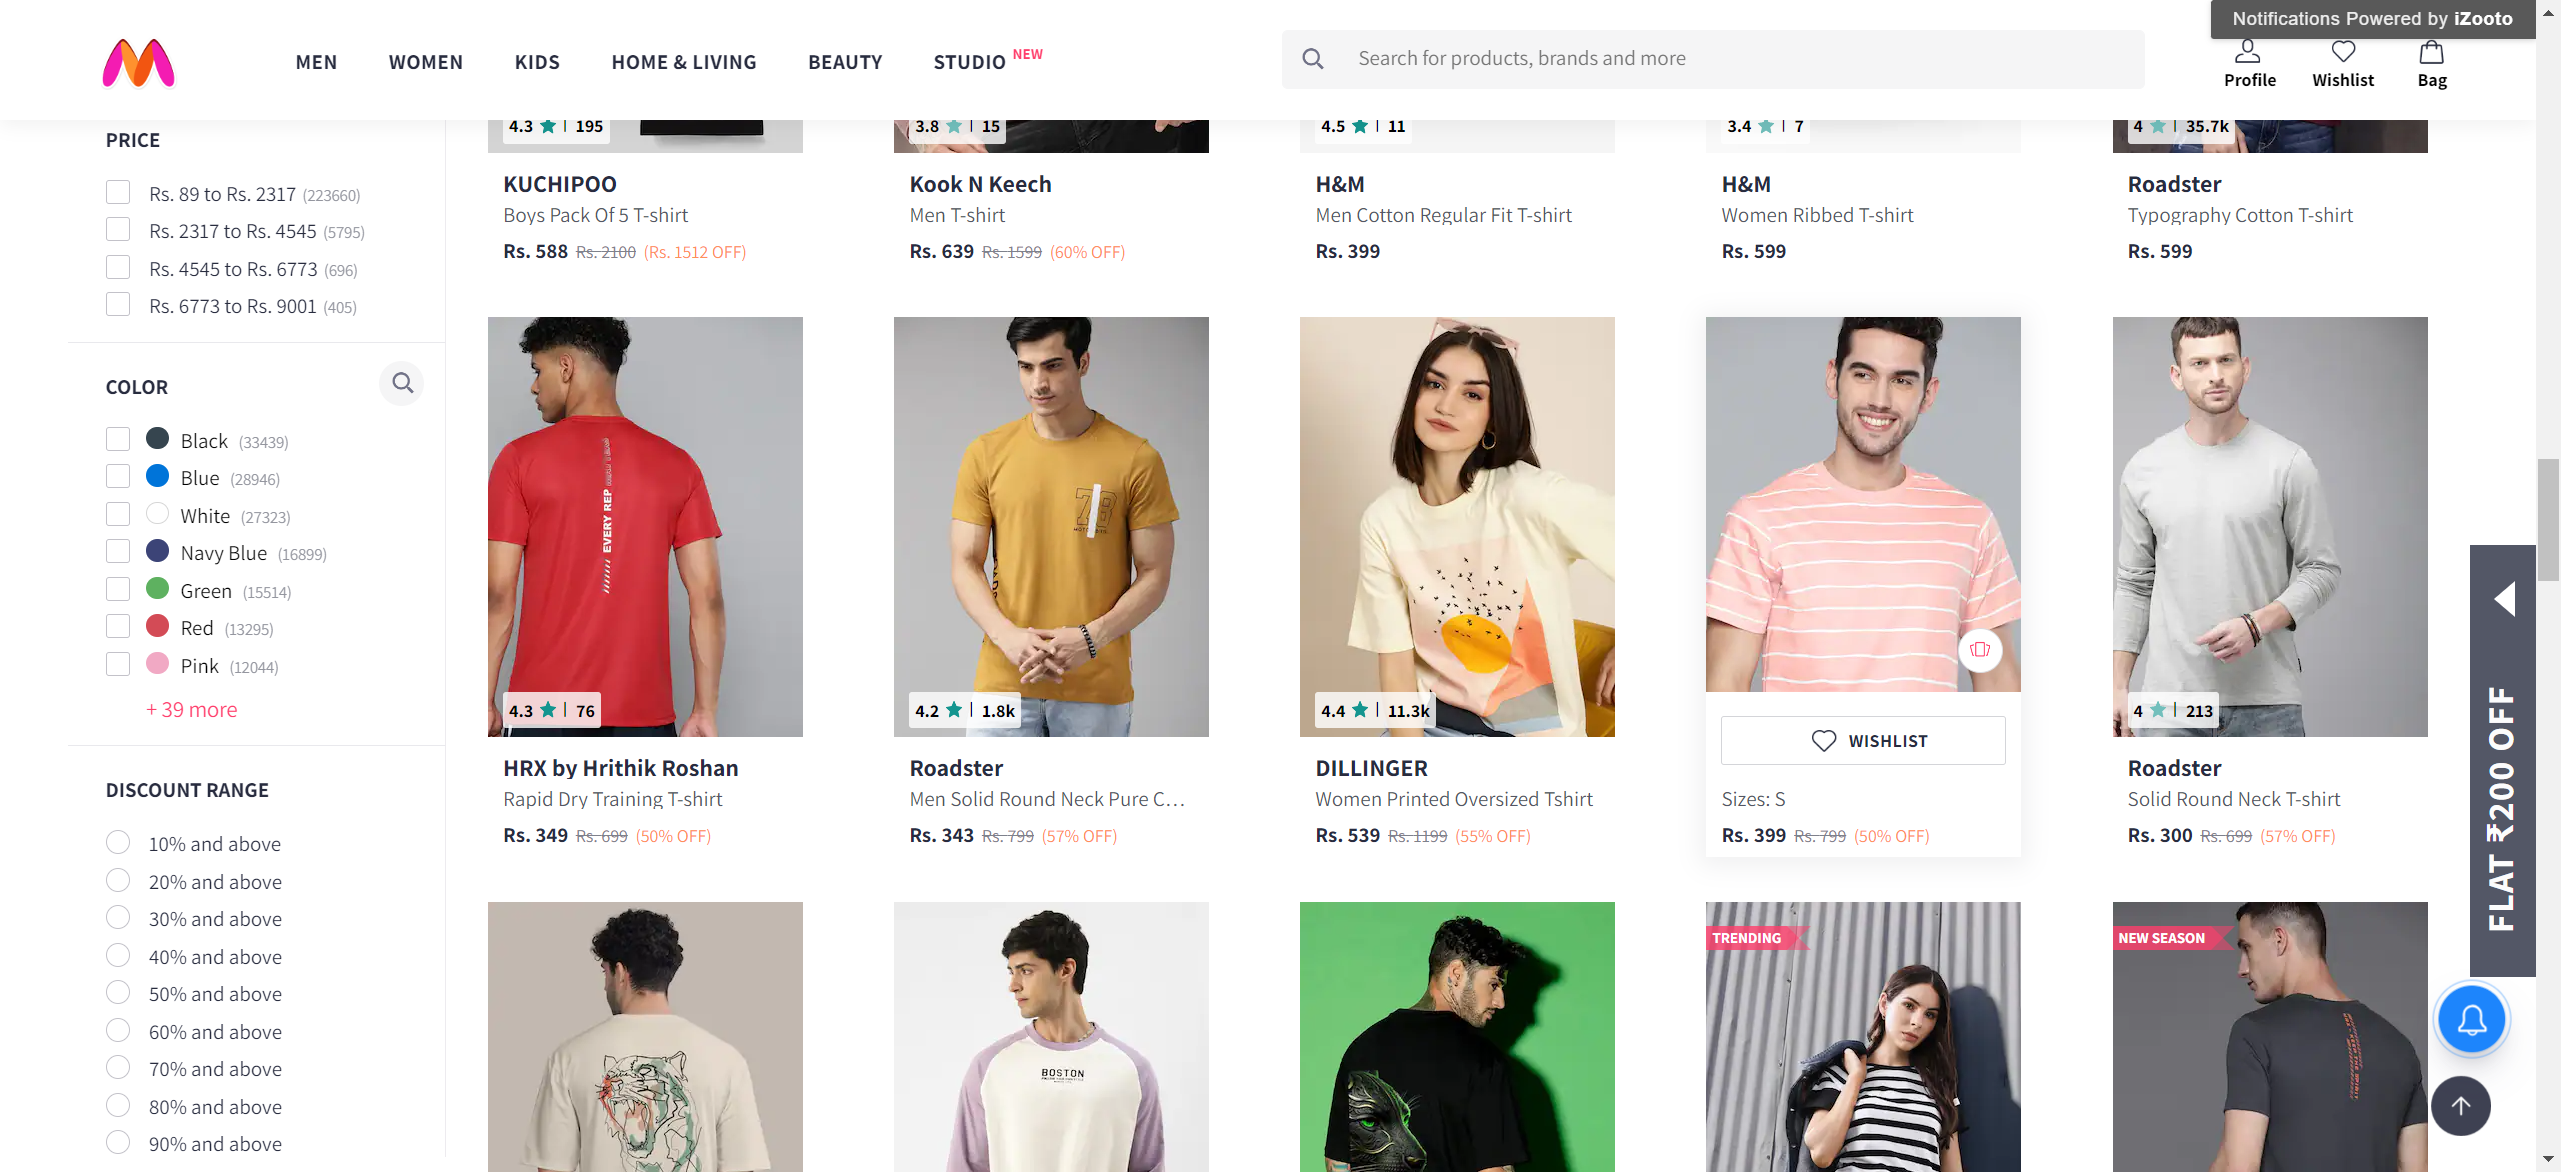 Notifications Powered by iZooto
MEN
WOMEN
KIDS
HOME & LIVING
BEAUTY
STUDIO NEW
Search for products, brands and more
Profile
Wishlist
Bag
PRICE
Rs. 89 to Rs. 2317 (223660)
Rs. 2317 to Rs. 4545 (5795)
Rs. 4545 to Rs. 6773 (696)
Rs. 6773 to Rs. 9001 (405)
COLOR
Black (33439)
Blue (28946)
White (27323)
Navy Blue (16899)
Green (15514)
Red (13295)
Pink (12044)
+ 39 more
DISCOUNT RANGE
10% and above
20% and above
30% and above
40% and above
50% and above
60% and above
70% and above
80% and above
90% and above
4.3 | 195
KUCHIPOO
Boys Pack Of 5 T-shirt
Rs. 588 Rs. 2100 (Rs. 1512 OFF)
3.8 | 15
Kook N Keech
Men T-shirt
Rs. 639 Rs. 1599 (60% OFF)
4.5 | 11
H&M
Men Cotton Regular Fit T-shirt
Rs. 399
3.4 | 7
H&M
Women Ribbed T-shirt
Rs. 599
4 | 35.7k
Roadster
Typography Cotton T-shirt
Rs. 599
EVERY REP
4.3 | 76
HRX by Hrithik Roshan
Rapid Dry Training T-shirt
Rs. 349 Rs. 699 (50% OFF)
4.2 | 1.8k
Roadster
Men Solid Round Neck Pure C...
Rs. 343 Rs. 799 (57% OFF)
4.4 | 11.3k
DILLINGER
Women Printed Oversized Tshirt
Rs. 539 Rs. 1199 (55% OFF)
WISHLIST
Sizes: S
Rs. 399 Rs. 799 (50% OFF)
4 | 213
Roadster
Solid Round Neck T-shirt
Rs. 300 Rs. 699 (57% OFF)
BOSTON
TRENDING
NEW SEASON
FLAT ₹200 OFF